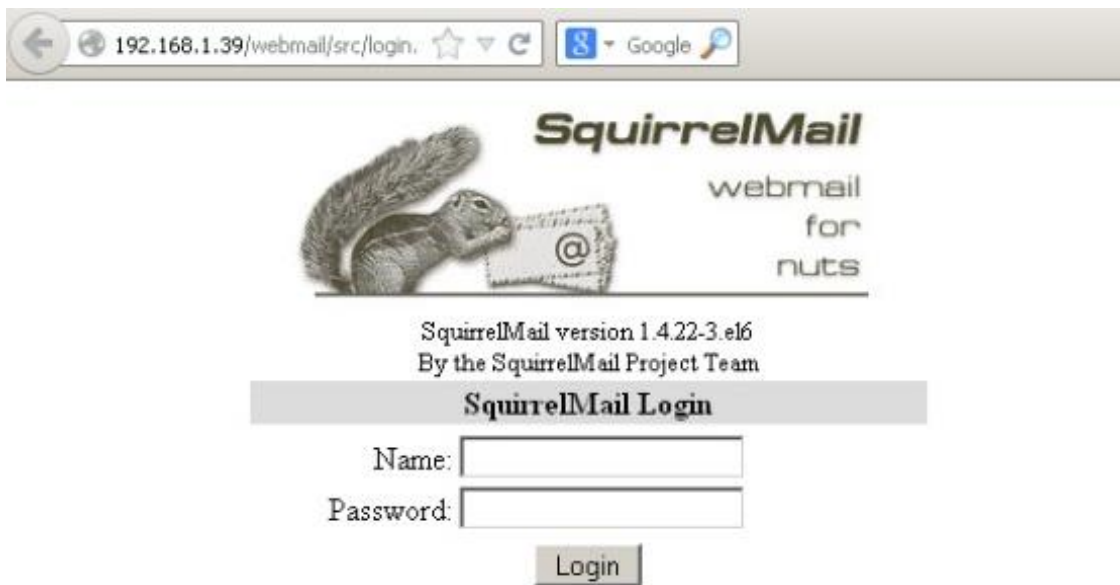 192.168.1.39/webmail/src/login.
8 Google
SquirrelMail
webmail
for
nuts
@
SquirrelMail version 1.4.22-3.el6
By the SquirrelMail Project Team
SquirrelMail Login
Name:
Password:
Login